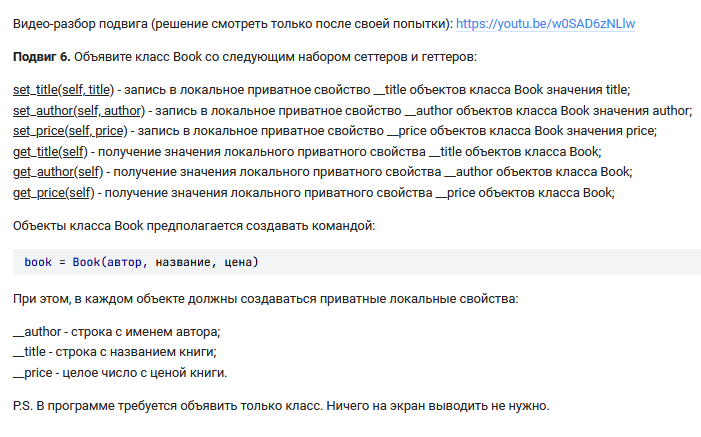 Видео-разбор подвига (решение смотреть только после своей попытки): https://youtu.be/w0SAD6zNLlw
Подвиг 6. Объявите класс Book со следующим набором сеттеров и геттеров:
set_title(self, title) - запись в локальное приватное свойство __title объектов класса Book значения title;
set_author(self, author) - запись в локальное приватное свойство __author объектов класса Book значения author;
set_price(self, price) - запись в локальное приватное свойство __price объектов класса Book значения price;
get_title(self) - получение значения локального приватного свойства __title объектов класса Book;
get_author(self) - получение значения локального приватного свойства __author объектов класса Book;
get_price(self) - получение значения локального приватного свойства __price объектов класса Book;
Объекты класса Book предполагается создавать командой:
book = Book(автор, название, цена)
При этом, в каждом объекте должны создаваться приватные локальные свойства:
__author - строка с именем автора;
__title - строка с названием книги;
__price - целое число с ценой книги.
P.S. В программе требуется объявить только класс. Ничего на экран выводить не нужно.